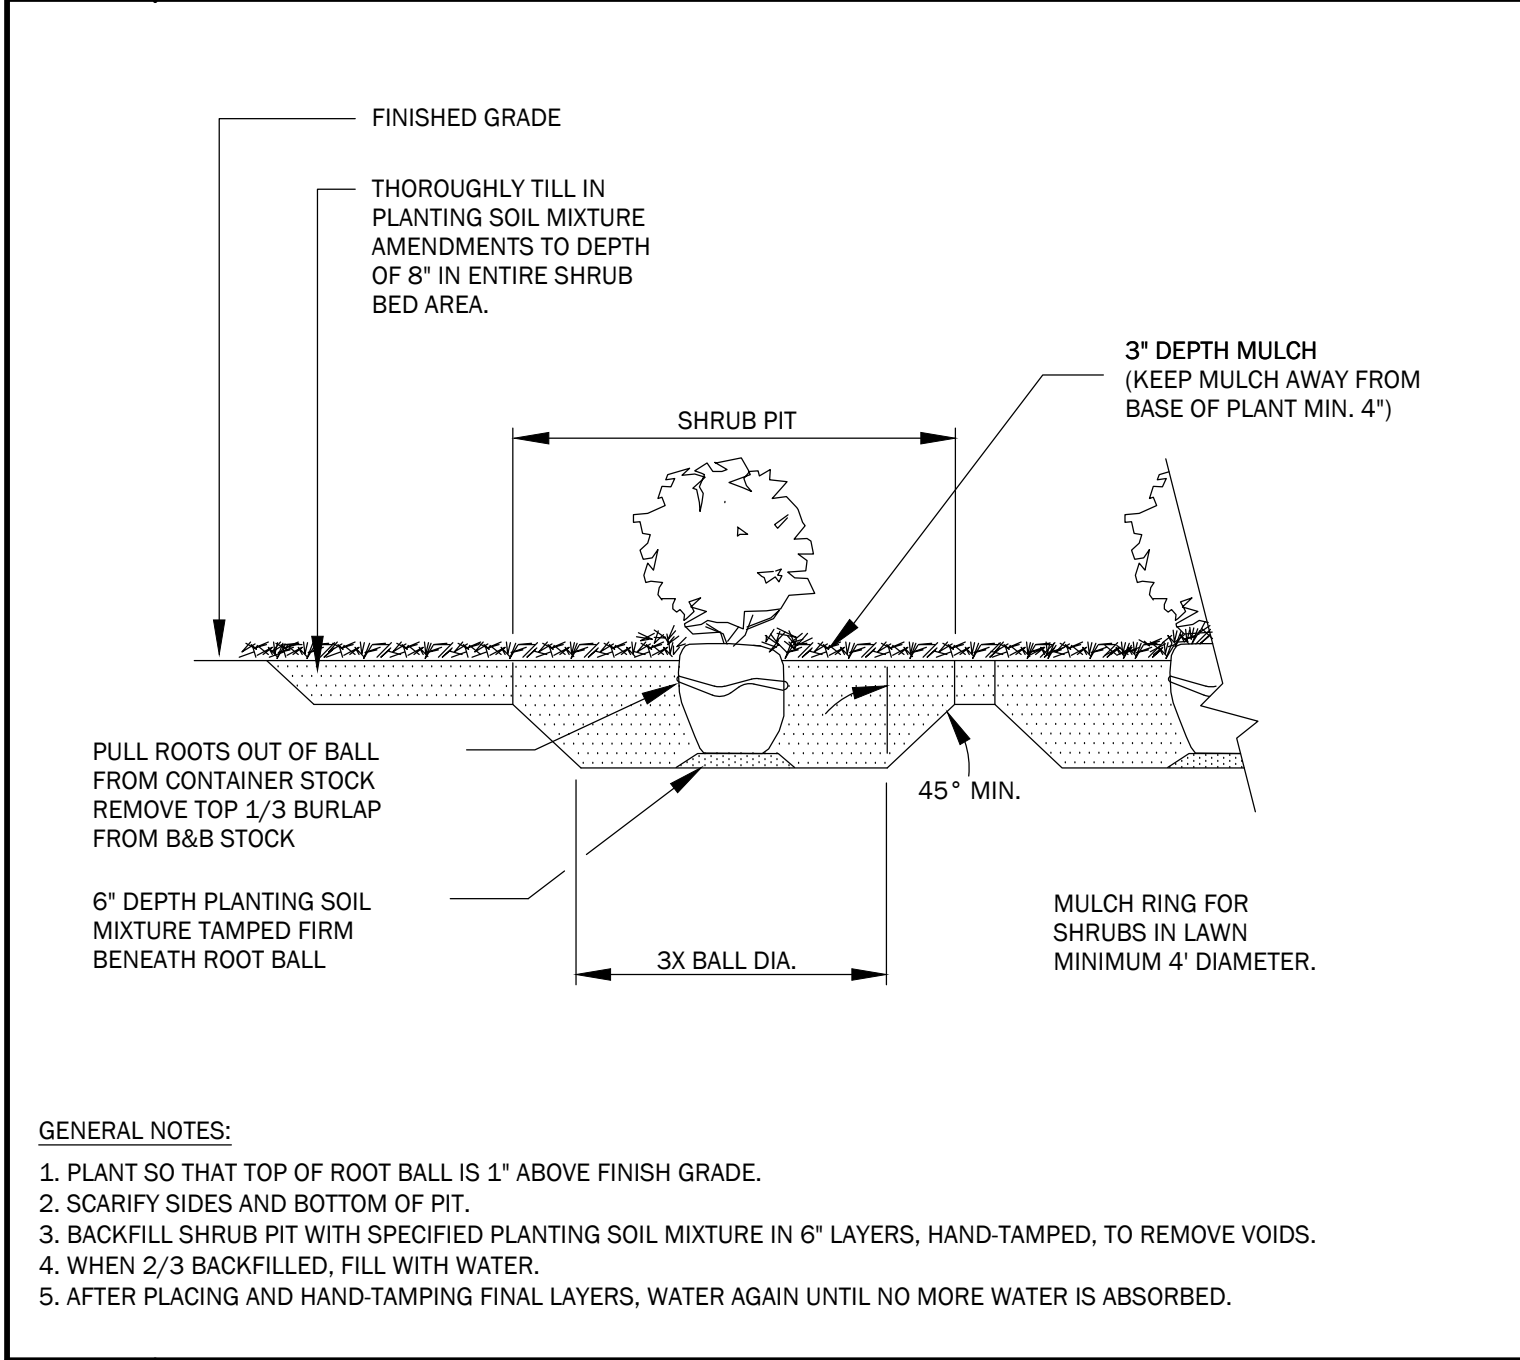 FINISHED GRADE
THOROUGHLY TILL IN
PLANTING SOIL MIXTURE
AMENDMENTS TO DEPTH
OF 8" IN ENTIRE SHRUB
BED AREA.
3" DEPTH MULCH
(KEEP MULCH AWAY FROM
BASE OF PLANT MIN. 4")
SHRUB PIT
PULL ROOTS OUT OF BALL
FROM CONTAINER STOCK
REMOVE TOP 1/3 BURLAP
FROM B&B STOCK
45° MIN.
6" DEPTH PLANTING SOIL
MIXTURE TAMPED FIRM
BENEATH ROOT BALL
3X BALL DIA.
MULCH RING FOR
SHRUBS IN LAWN
MINIMUM 4' DIAMETER.
GENERAL NOTES:
1. PLANT SO THAT TOP OF ROOT BALL IS 1" ABOVE FINISH GRADE.
2. SCARIFY SIDES AND BOTTOM OF PIT.
3. BACKFILL SHRUB PIT WITH SPECIFIED PLANTING SOIL MIXTURE IN 6" LAYERS, HAND-TAMPED, TO REMOVE VOIDS.
4. WHEN 2/3 BACKFILLED, FILL WITH WATER.
5. AFTER PLACING AND HAND-TAMPING FINAL LAYERS, WATER AGAIN UNTIL NO MORE WATER IS ABSORBED.